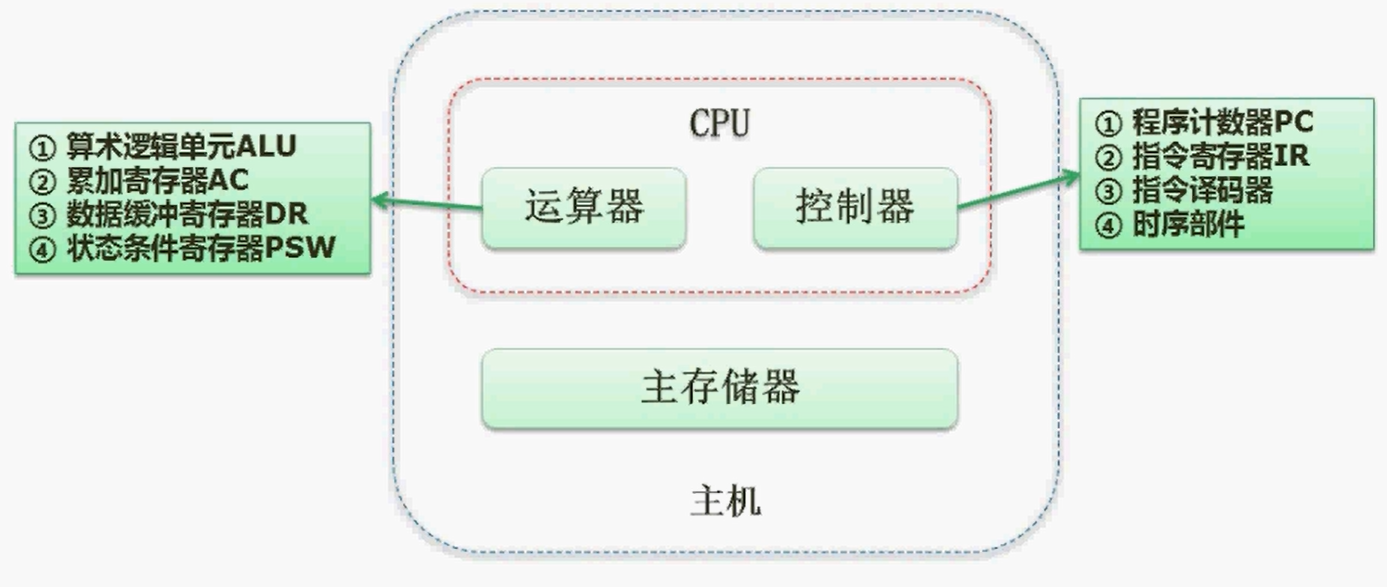 CPU
① 算术逻辑单元ALU
② 累加寄存器AC
③ 数据缓冲寄存器DR
④ 状态条件寄存器PSW
运算器
控制器
① 程序计数器PC
② 指令寄存器IR
③ 指令译码器
④ 时序部件
主存储器
主机